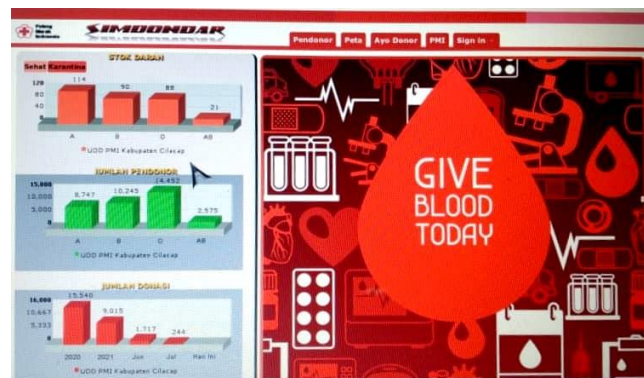 Palang
Merah
Indonesia
SIMDONDAR
Pendonor Peta Ayo Donor PMI Sign in
STOK DARAH
Sehat Karantina
120
80
40
0
114
90
88
21
A B O AB
UDD PMI Kabupaten Cilacap
JUMLAH PENDONOR
15,000
10,000
5,000
0
8,747
10,245
14,452
2,575
A B O AB
UDD PMI Kabupaten Cilacap
JUMLAH DONASI
16,000
10,667
5,333
0
15,540
9,015
1,717
244
2020 2021 Jun Jul Hari Ini
UDD PMI Kabupaten Cilacap
GIVE
BLOOD
TODAY